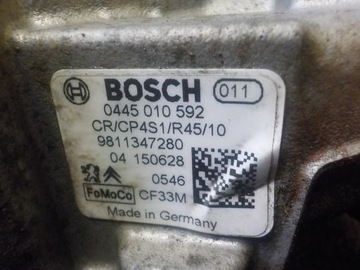 BOSCH 011
0445 010 592
CR/CP4S1/R45/10
9811347280
04 150628
0546
FoMoCo CF33M
Made in Germany